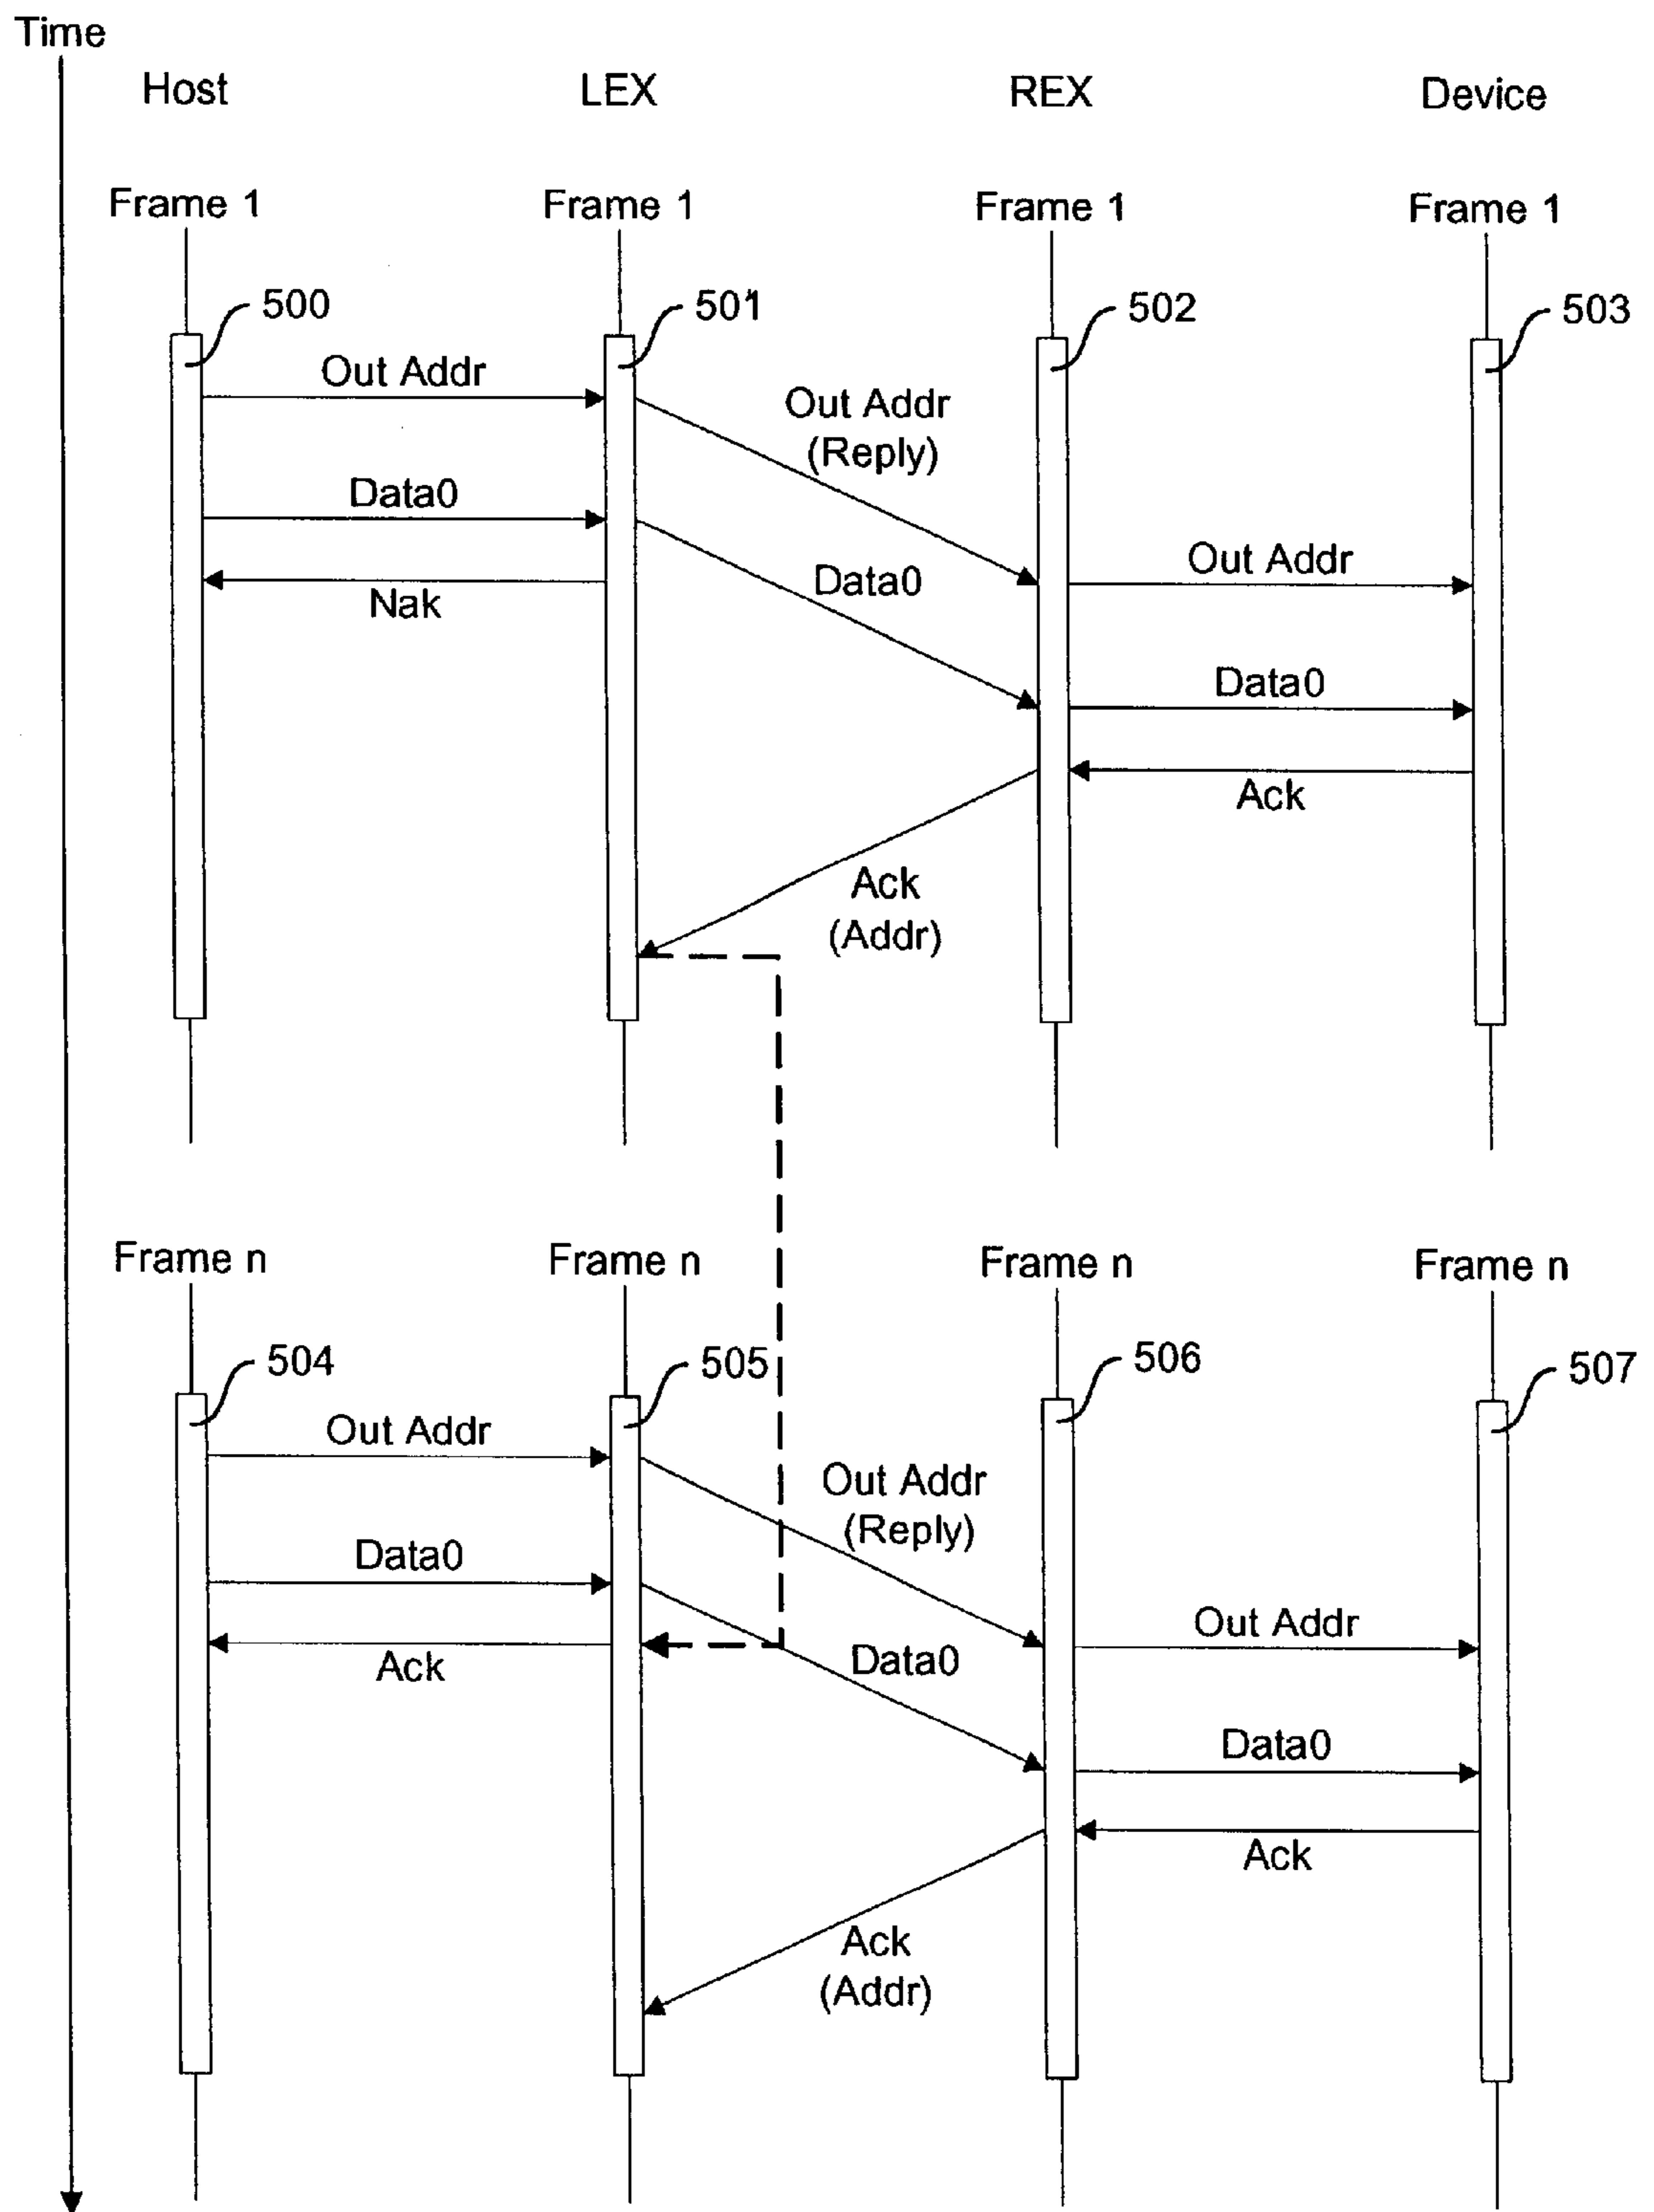 Time
Host
LEX
REX
Device
Frame 1
Frame 1
Frame 1
Frame 1
500
501
502
503
Out Addr
Out Addr
(Reply)
Data0
Data0
Out Addr
Nak
Data0
Ack
Ack
(Addr)
Frame n
Frame n
Frame n
Frame n
504
505
506
507
Out Addr
Out Addr
(Reply)
Data0
Out Addr
Ack
Data0
Data0
Ack
Ack
(Addr)